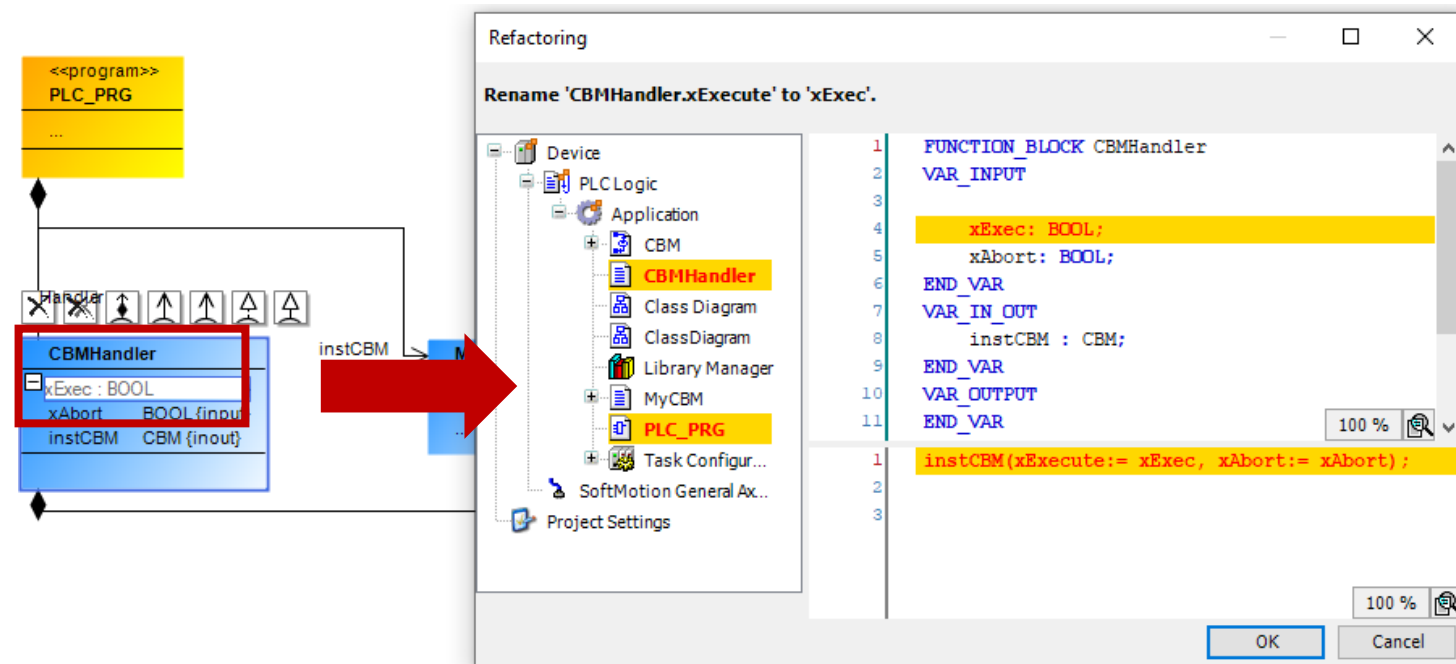 <<program>>
PLC_PRG
...
Handler
CBMHandler
xExec : BOOL
xAbort BOOL {input}
instCBM CBM {inout}
instCBM
M
...
Refactoring
Rename 'CBMHandler.xExecute' to 'xExec'.
Device
PLC Logic
Application
CBM
CBMHandler
Class Diagram
ClassDiagram
Library Manager
MyCBM
PLC_PRG
Task Configur...
SoftMotion General Ax...
Project Settings
1 FUNCTION_BLOCK CBMHandler
2 VAR_INPUT
3
4 xExec: BOOL;
5 xAbort: BOOL;
6 END_VAR
7 VAR_IN_OUT
8 instCBM : CBM;
9 END_VAR
10 VAR_OUTPUT
11 END_VAR
100 %
1 instCBM(xExecute:= xExec, xAbort:= xAbort);
2
3
100 %
OK
Cancel